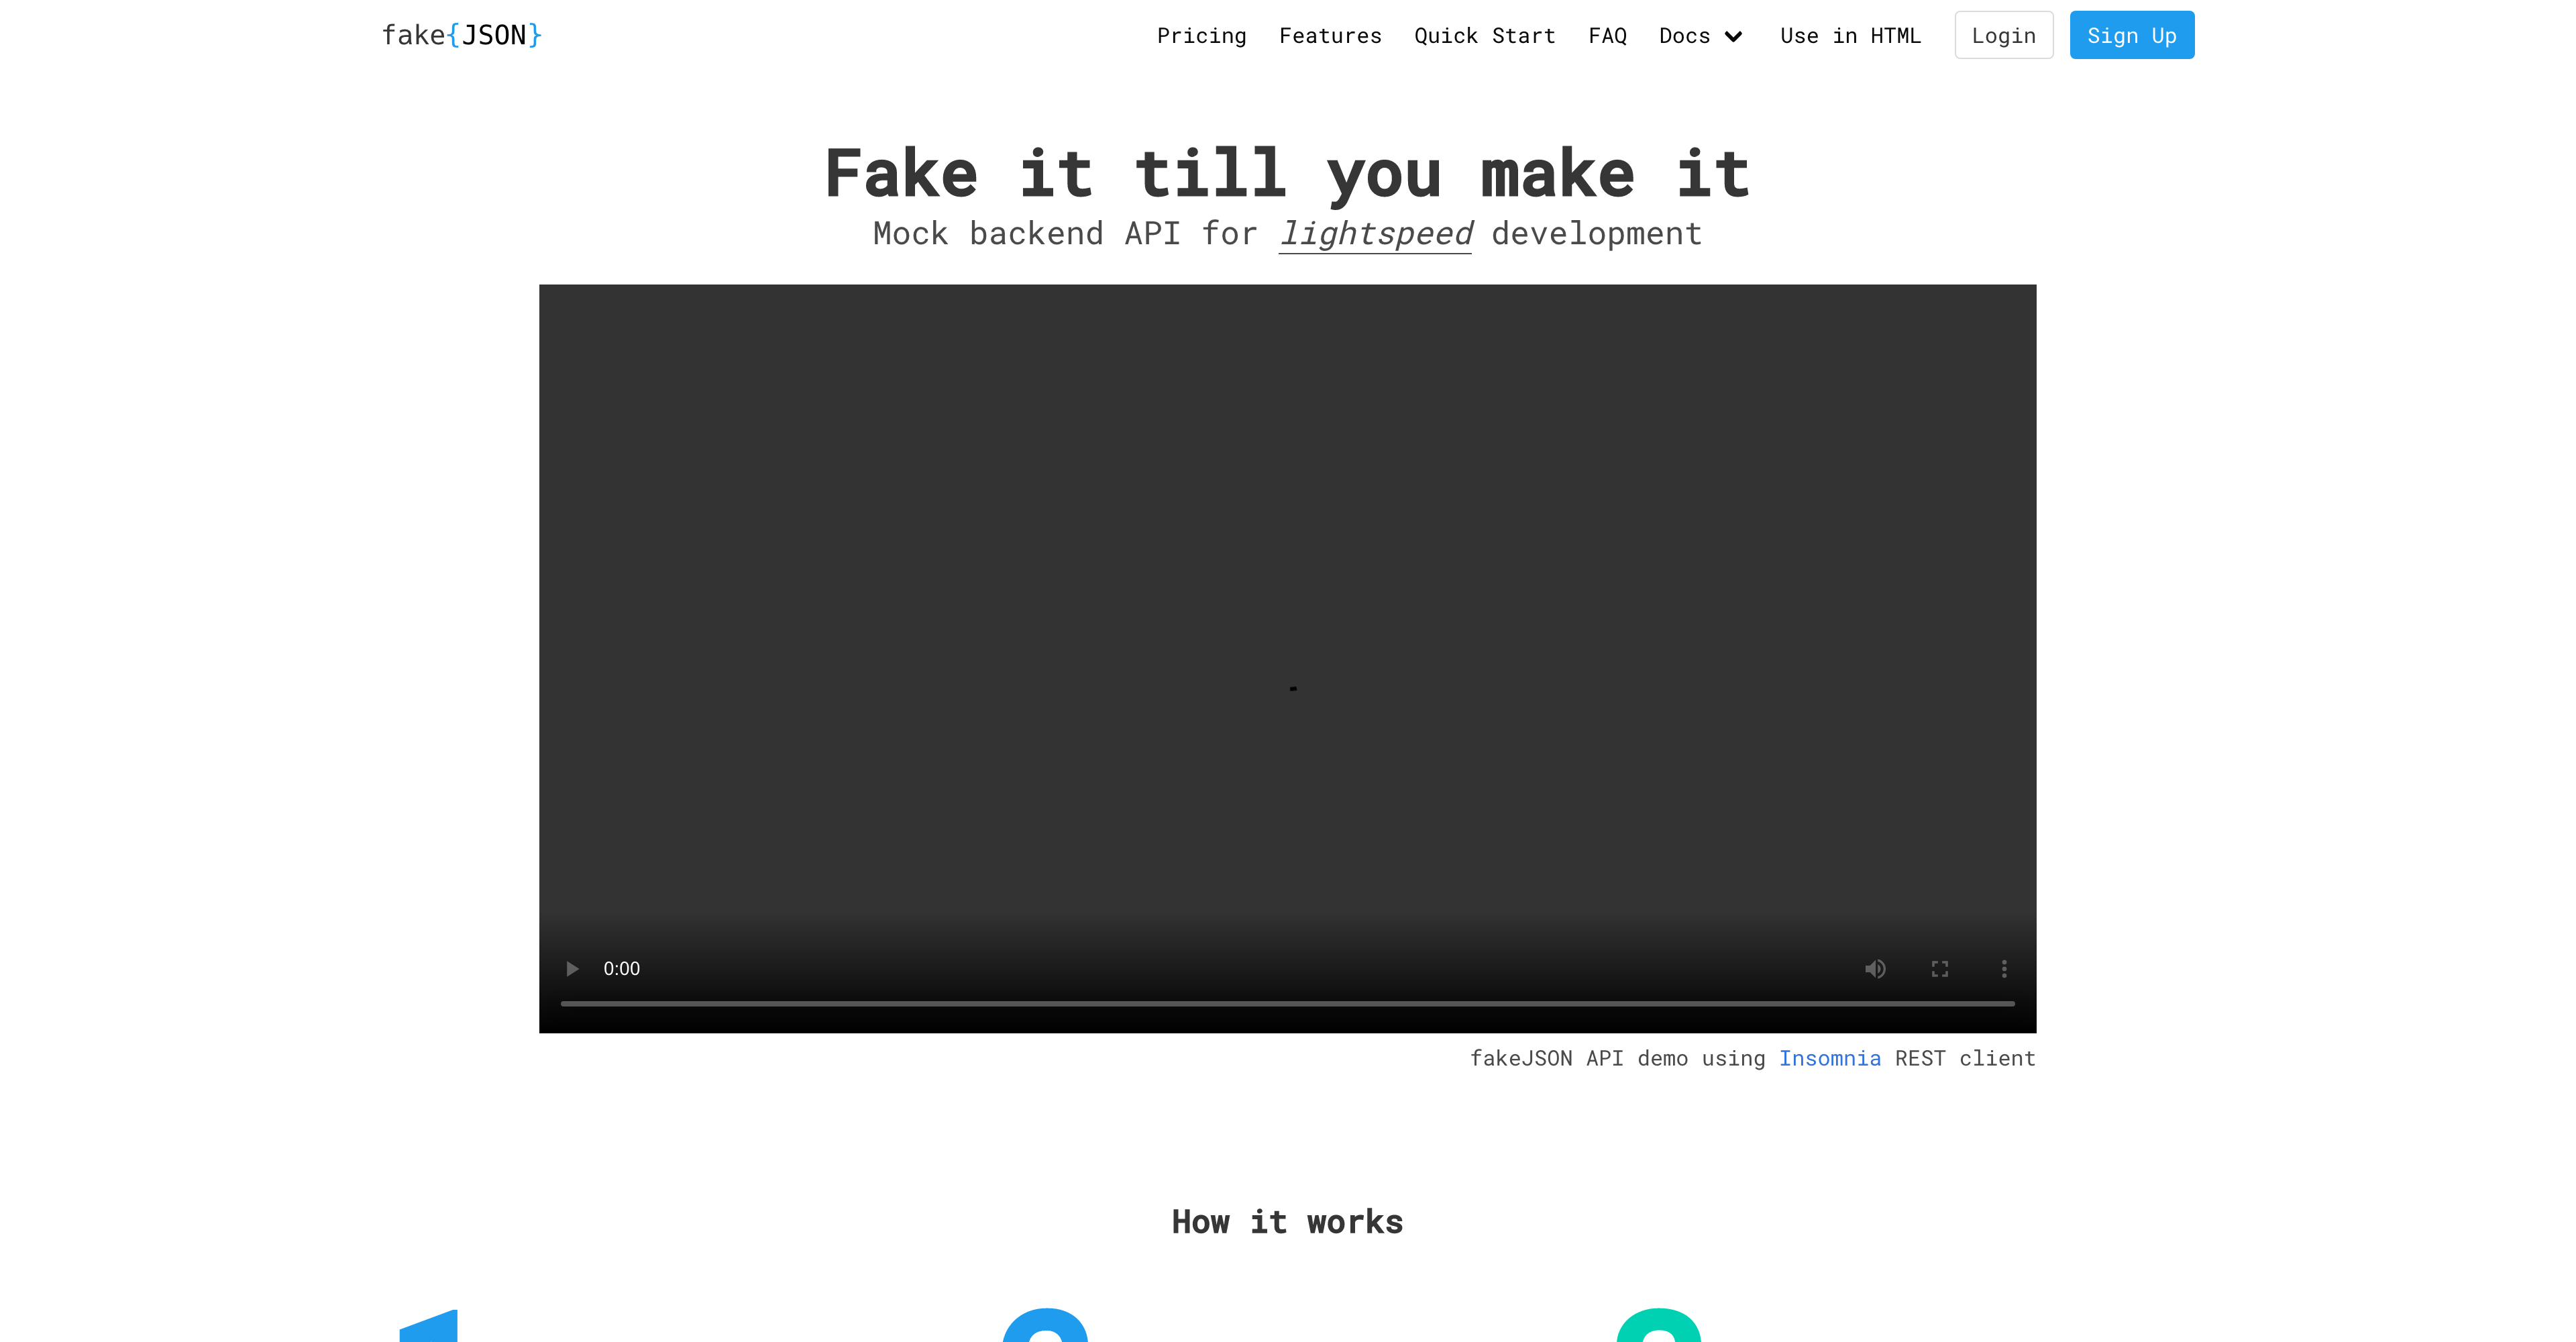 fake{JSON}
Pricing Features Quick Start FAQ Docs Use in HTML Login Sign Up
Fake it till you make it
Mock backend API for lightspeed development
0:00
fakeJSON API demo using Insomnia REST client
How it works